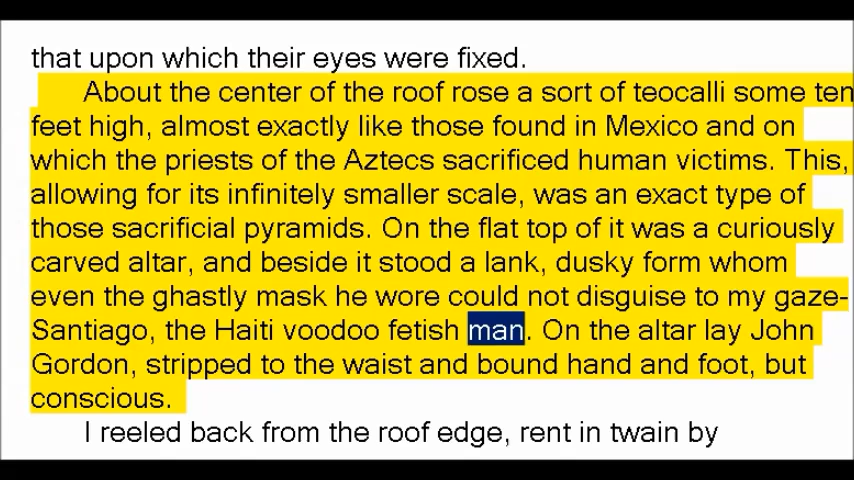 that upon which their eyes were fixed.
About the center of the roof rose a sort of teocalli some ten
feet high, almost exactly like those found in Mexico and on
which the priests of the Aztecs sacrificed human victims. This,
allowing for its infinitely smaller scale, was an exact type of
those sacrificial pyramids. On the flat top of it was a curiously
carved altar, and beside it stood a lank, dusky form whom
even the ghastly mask he wore could not disguise to my gaze-
Santiago, the Haiti voodoo fetish man. On the altar lay John
Gordon, stripped to the waist and bound hand and foot, but
conscious.
I reeled back from the roof edge, rent in twain by